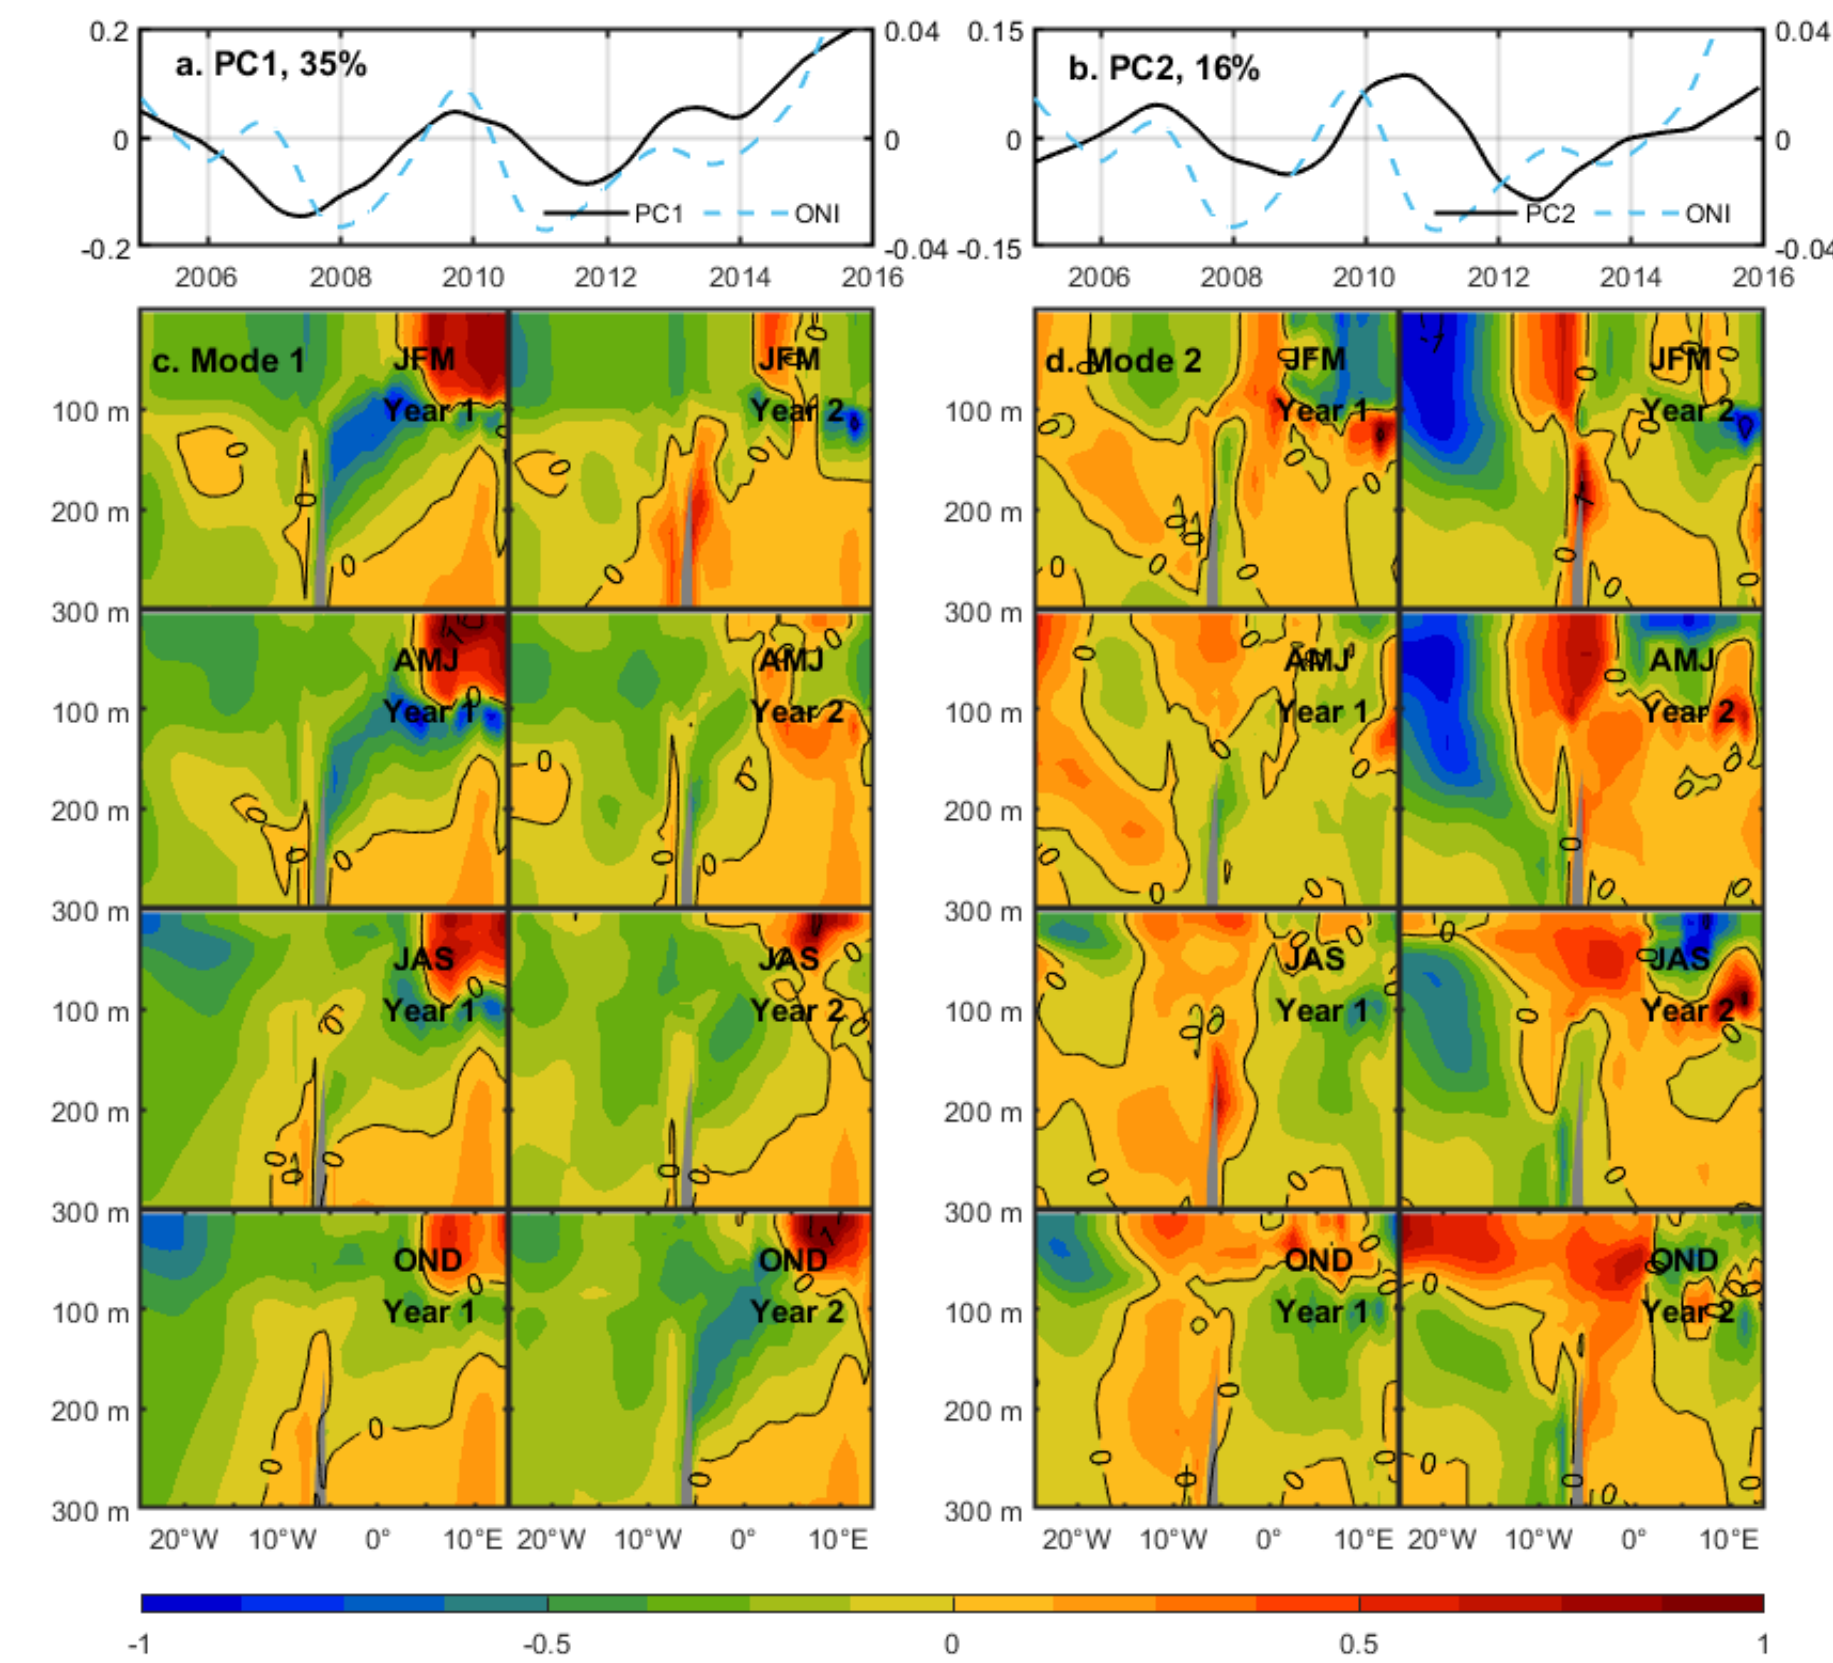 0.2 0.04 0.15 0.04
a. PC1, 35% b. PC2, 16%
0 0 0 0
PC1 ONI PC2 ONI
-0.2 -0.04 -0.15 -0.04
2006 2008 2010 2012 2014 2016 2006 2008 2010 2012 2014 2016
c. Mode 1 JFM JFM d. Mode 2 JFM JFM
100 m Year 1 Year 2 100 m Year 1 Year 2
200 m 200 m
300 m 300 m
AMJ AMJ AMJ AMJ
100 m Year 1 Year 2 100 m Year 1 Year 2
200 m 200 m
300 m 300 m
JAS JAS JAS JAS
100 m Year 1 Year 2 100 m Year 1 Year 2
200 m 200 m
300 m 300 m
OND OND OND OND
100 m Year 1 Year 2 100 m Year 1 Year 2
200 m 200 m
300 m 300 m
20°W 10°W 0° 10°E 20°W 10°W 0° 10°E 20°W 10°W 0° 10°E 20°W 10°W 0° 10°E
-1 -0.5 0 0.5 1